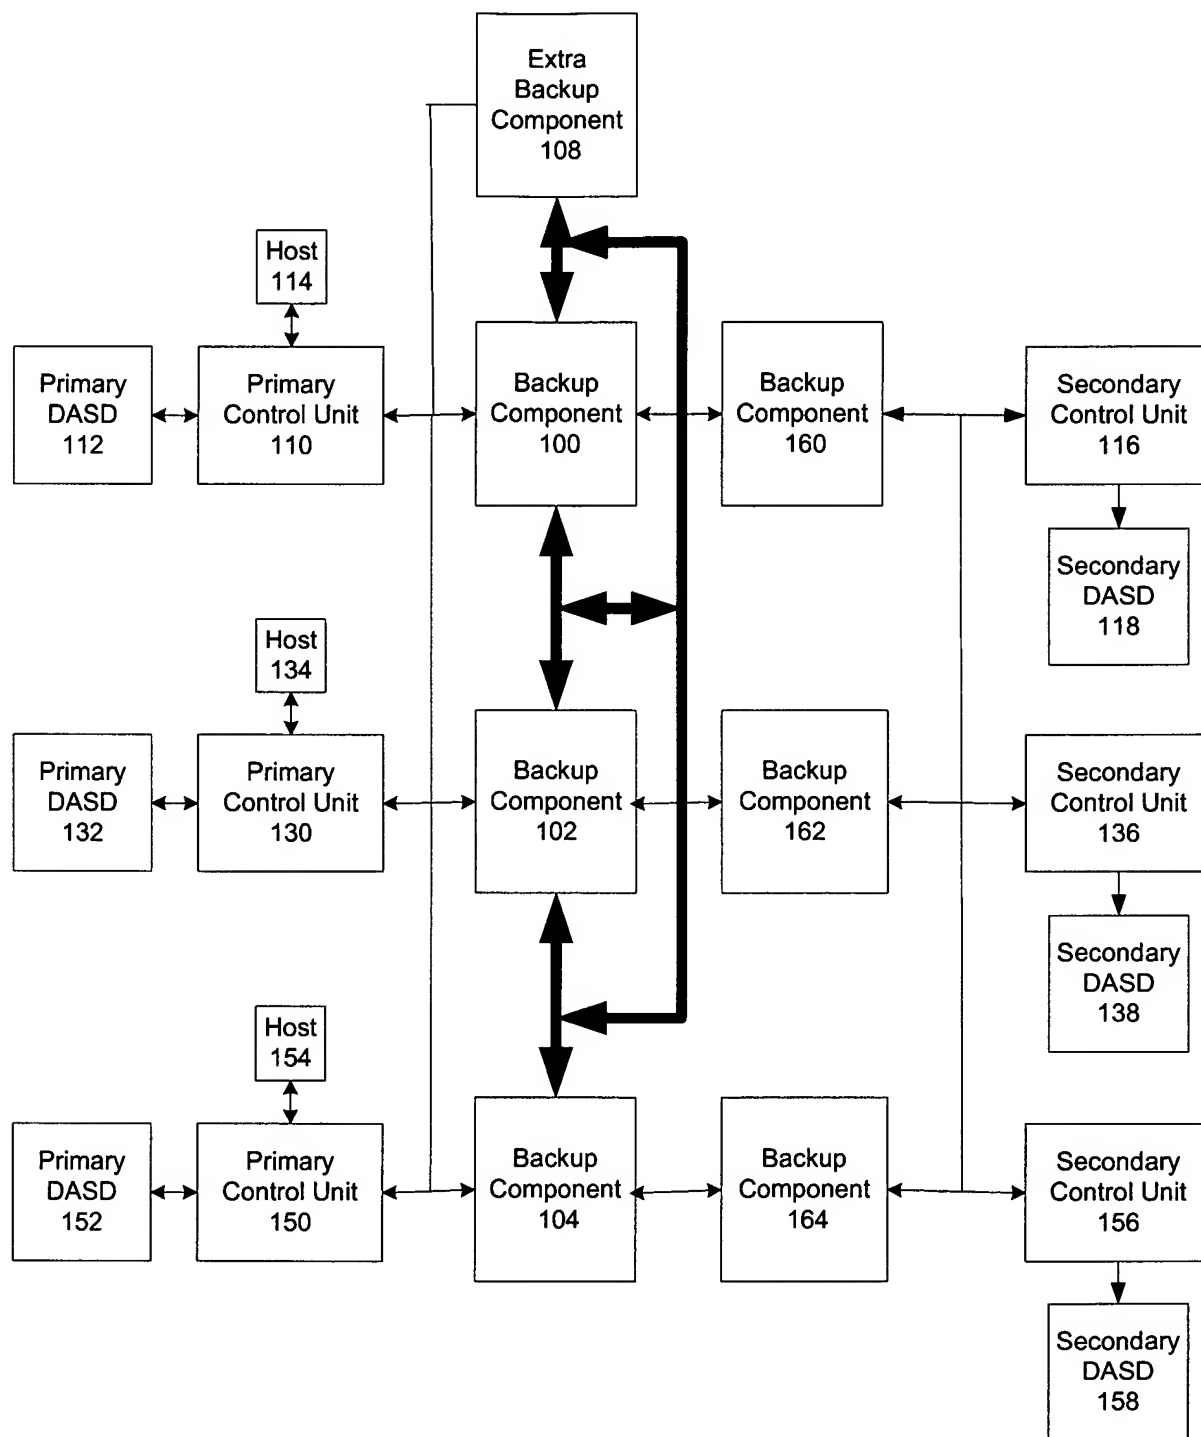 Extra
Backup
Component
108
Host
114
Primary
DASD
112
Primary
Control Unit
110
Backup
Component
100
Backup
Component
160
Secondary
Control Unit
116
Secondary
DASD
118
Host
134
Primary
DASD
132
Primary
Control Unit
130
Backup
Component
102
Backup
Component
162
Secondary
Control Unit
136
Secondary
DASD
138
Host
154
Primary
DASD
152
Primary
Control Unit
150
Backup
Component
104
Backup
Component
164
Secondary
Control Unit
156
Secondary
DASD
158